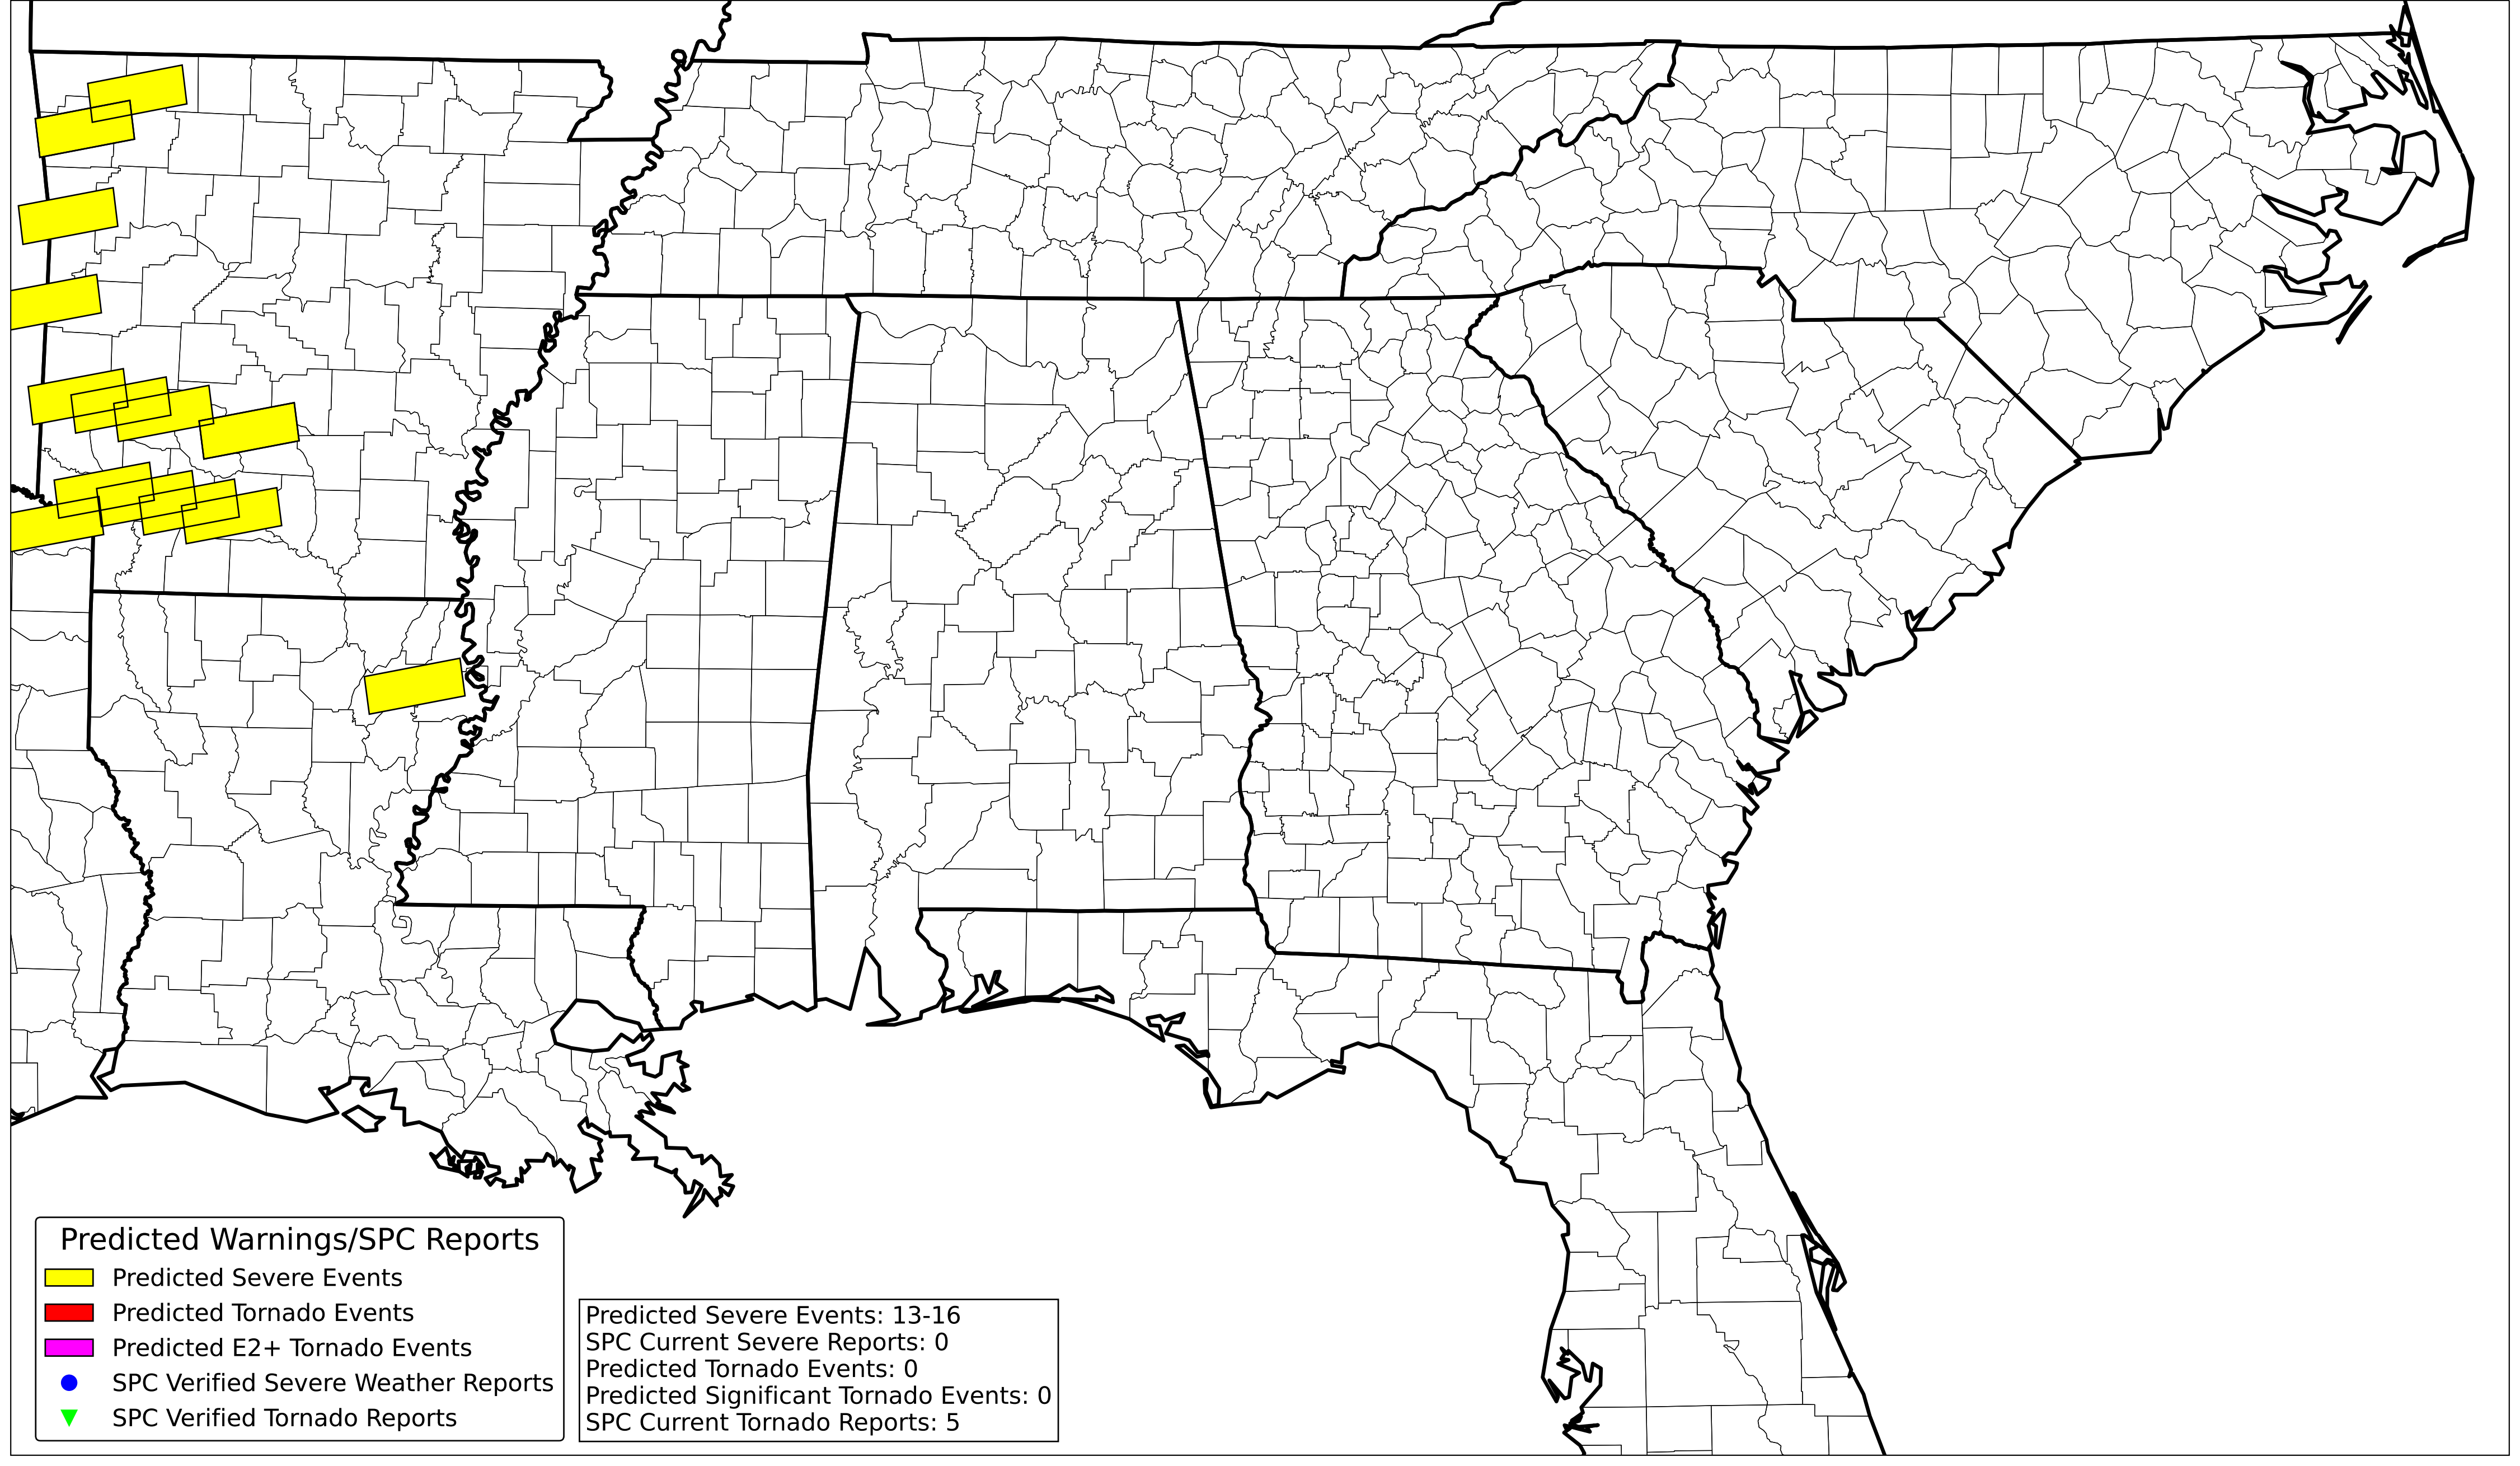 Predicted Warnings/SPC Reports
Predicted Severe Events
Predicted Tornado Events
Predicted E2+ Tornado Events
SPC Verified Severe Weather Reports
SPC Verified Tornado Reports
Predicted Severe Events: 13-16
SPC Current Severe Reports: 0
Predicted Tornado Events: 0
Predicted Significant Tornado Events: 0
SPC Current Tornado Reports: 5